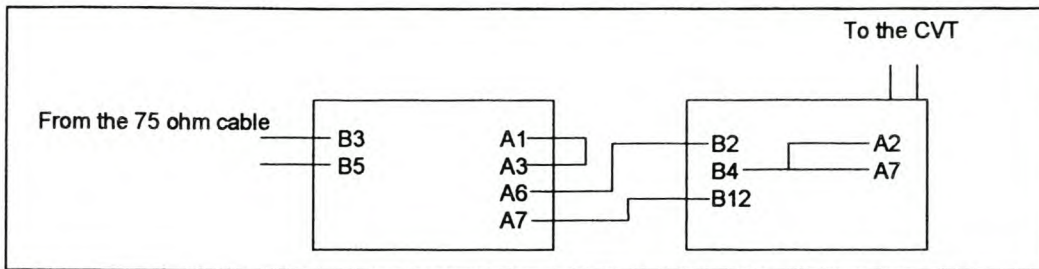 To the CVT
From the 75 ohm cable
B3 A1 B2 A2
B5 A3 B4 A7
A6 B12
A7